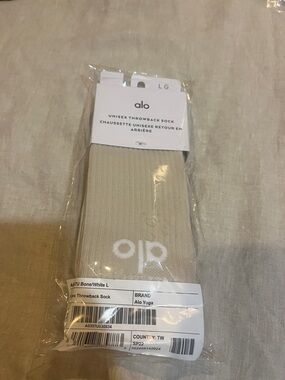 alo
LG
UNISEX THROWBACK SOCK
CHAUSSETTE UNISEXE RETOUR EN
ARRIÈRE
alo
Bone/White L
Throwback Sock
BRAND
Alo Yoga
COUNTRY: TW
SP22